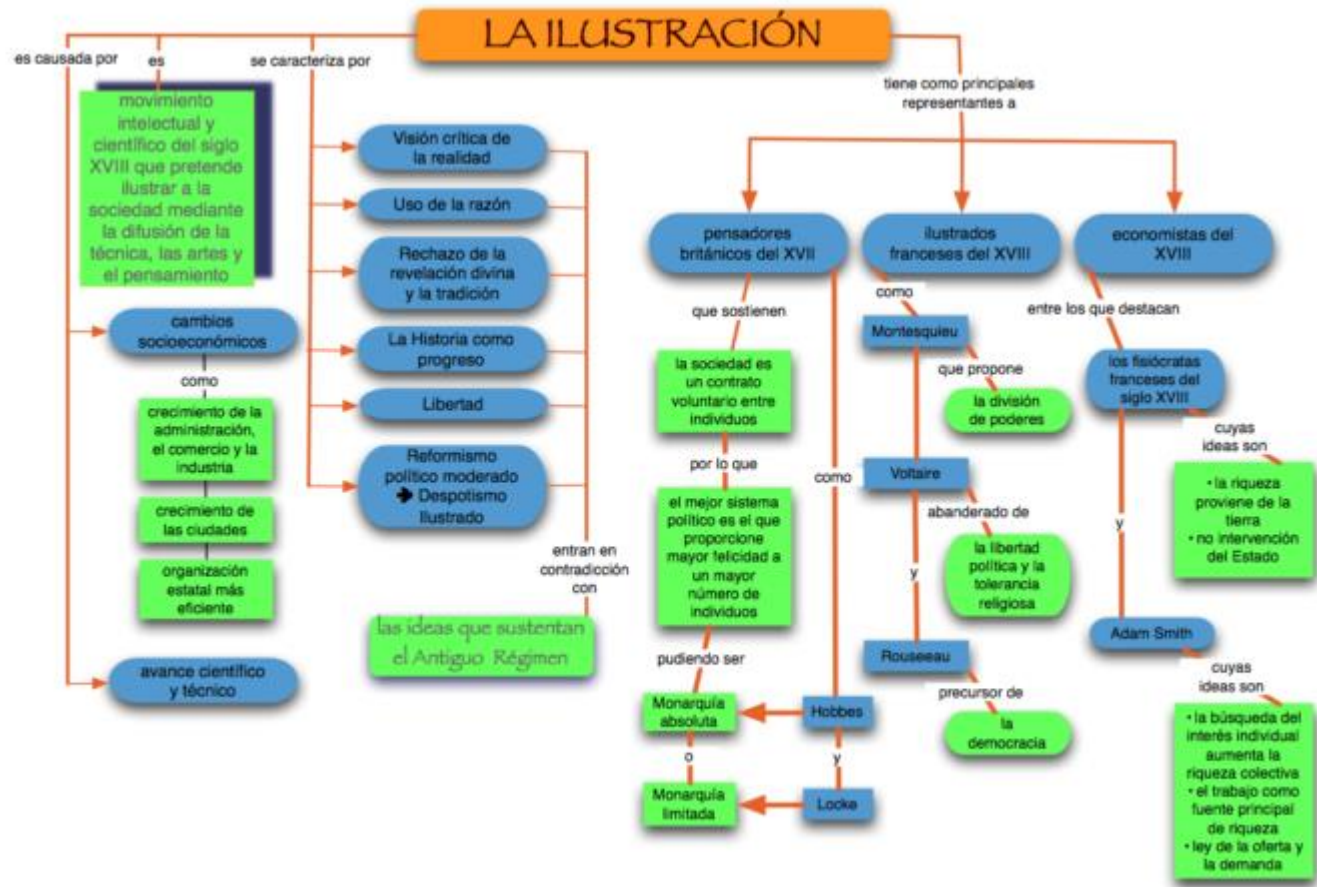 LA ILUSTRACIÓN
es causada por
es
movimiento
intelectual y
científico del siglo
XVIII que pretende
ilustrar a la
sociedad mediante
la difusión de la
técnica, las artes y
el pensamiento
cambios
socioeconómicos
como
crecimiento de la
administración,
el comercio y la
industria
crecimiento de
las ciudades
organización
estatal más
eficiente
avance científico
y técnico
se caracteriza por
Visión crítica de
la realidad
Uso de la razón
Rechazo de la
revelación divina
y la tradición
La Historia como
progreso
Libertad
Reformismo
político moderado
➔ Despotismo
Ilustrado
entran en
contradicción
con
las ideas que sustentan
el Antiguo Régimen
tiene como principales
representantes a
pensadores
británicos del XVII
que sostienen
la sociedad es
un contrato
voluntario entre
individuos
por lo que
el mejor sistema
político es el que
proporcione
mayor felicidad a
un mayor
número de
individuos
pudiendo ser
Monarquía
absoluta
o
Monarquía
limitada
como
Hobbes
y
Locke
ilustrados
franceses del XVIII
como
Montesquieu
que propone
la división
de poderes
Voltaire
abanderado de
la libertad
política y la
tolerancia
religiosa
y
Rouseeau
precursor de
la
democracia
economistas del
XVIII
entre los que destacan
los fisiócratas
franceses del
siglo XVIII
cuyas
ideas son
• la riqueza
proviene de la
tierra
• no intervención
del Estado
y
Adam Smith
cuyas
ideas son
• la búsqueda del
interés individual
aumenta la
riqueza colectiva
• el trabajo como
fuente principal
de riqueza
• ley de la oferta y
la demanda